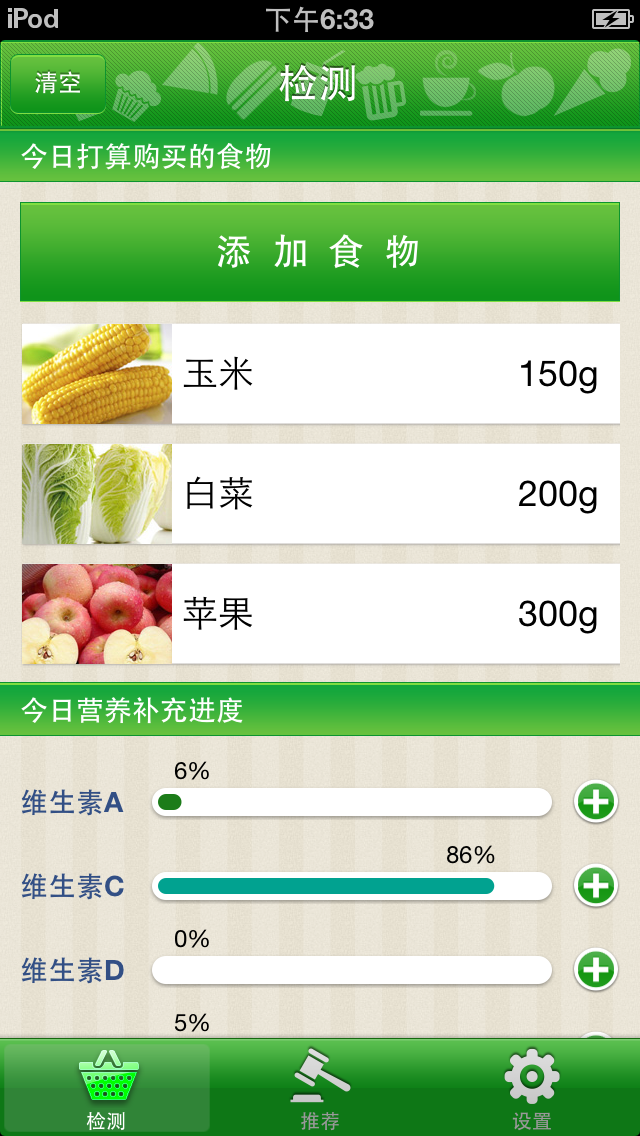 iPod 下午6:33
清空 检测
今日打算购买的食物
添加食物
玉米 150g
白菜 200g
苹果 300g
今日营养补充进度
6%
维生素A
86%
维生素C
0%
维生素D
5%
检测 推荐 设置